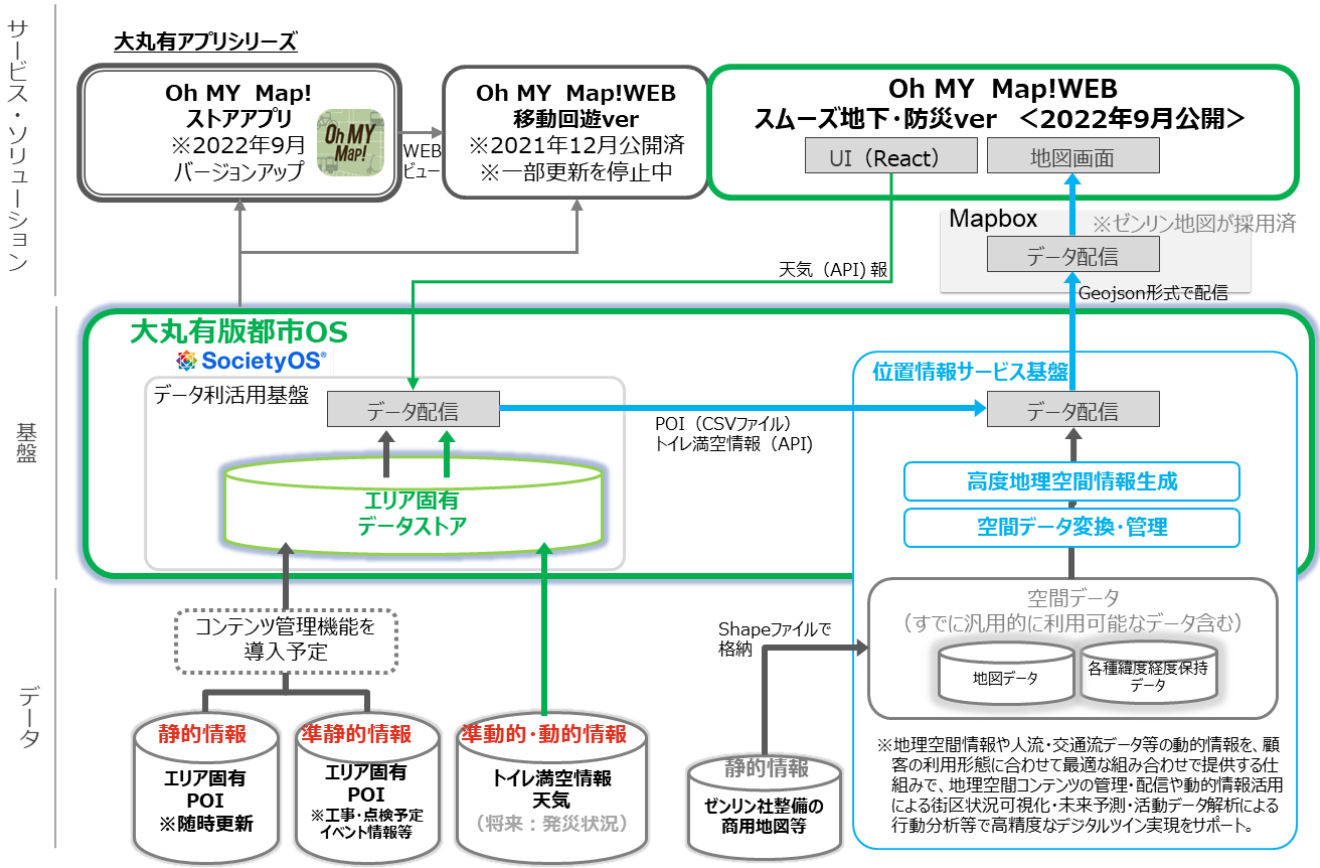 サービス・ソリューション
大丸有アプリシリーズ
Oh MY Map!
ストアアプリ
※2022年9月
バージョンアップ
Oh MY
Map!
WEB
ビュー
Oh MY Map!WEB
移動回遊ver
※2021年12月公開済
※一部更新を停止中
Oh MY Map!WEB
スムーズ地下・防災ver <2022年9月公開>
UI(React)
地図画面
Mapbox
※ゼンリン地図が採用済
データ配信
天気(API)報
Geojson形式で配信
基盤
大丸有版都市OS
SocietyOS®
データ利活用基盤
データ配信
POI(CSVファイル)
トイレ満空情報(API)
エリア固有
データストア
位置情報サービス基盤
データ配信
高度地理空間情報生成
空間データ変換・管理
データ
コンテンツ管理機能を
導入予定
静的情報
エリア固有
POI
※随時更新
準静的情報
エリア固有
POI
※工事・点検予定
イベント情報等
準動的・動的情報
トイレ満空情報
天気
(将来:発災状況)
Shapeファイルで
格納
静的情報
ゼンリン社整備の
商用地図等
空間データ
(すでに汎用的に利用可能なデータ含む)
地図データ
各種緯度経度保持
データ
※地理空間情報や人流・交通流データ等の動的情報を、顧
客の利用形態に合わせて最適な組み合わせで提供する仕
組みで、地理空間コンテンツの管理・配信や動的情報活用
による街区状況可視化・未来予測・活動データ解析による
行動分析等で高精度なデジタルツイン実現をサポート。